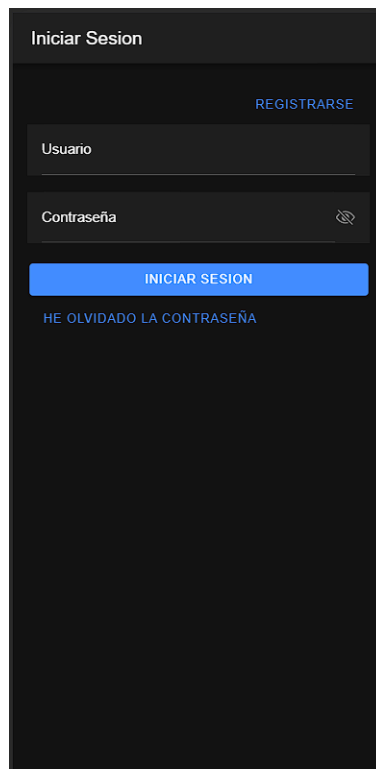 Iniciar Sesion
REGISTRARSE
Usuario
Contraseña
INICIAR SESION
HE OLVIDADO LA CONTRASEÑA